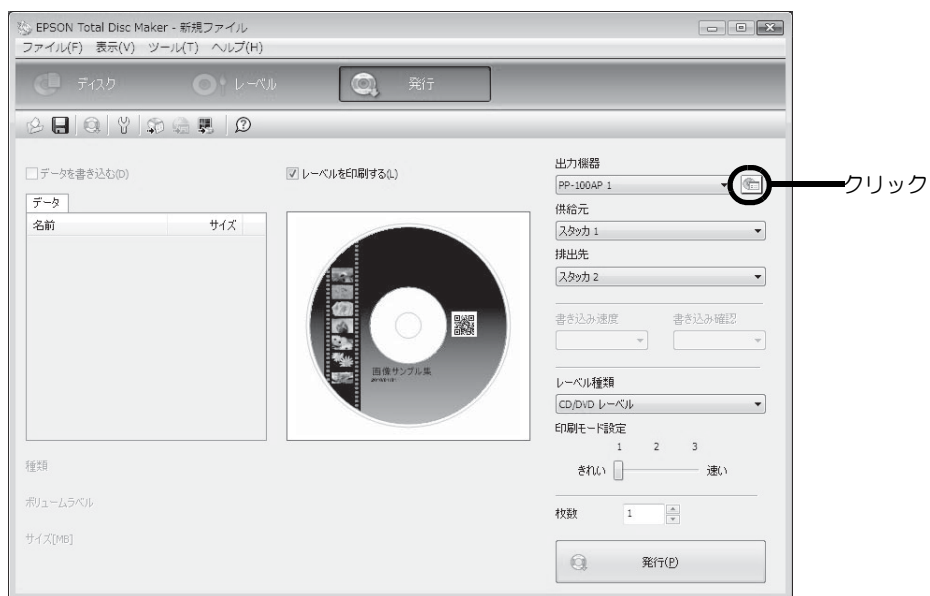 EPSON Total Disc Maker - 新規ファイル
ファイル(F) 表示(V) ツール(T) ヘルプ(H)
ディスク レーベル 発行
データを書き込む(D)
レーベルを印刷する(L)
データ
名前 サイズ
画像サンプル集
種類
ボリュームラベル
サイズ[MB]
出力機器
PP-100AP 1
クリック
供給元
スタッカ 1
排出先
スタッカ 2
書き込み速度 書き込み確認
レーベル種類
CD/DVD レーベル
印刷モード設定
1 2 3
きれい 速い
枚数 1
発行(P)